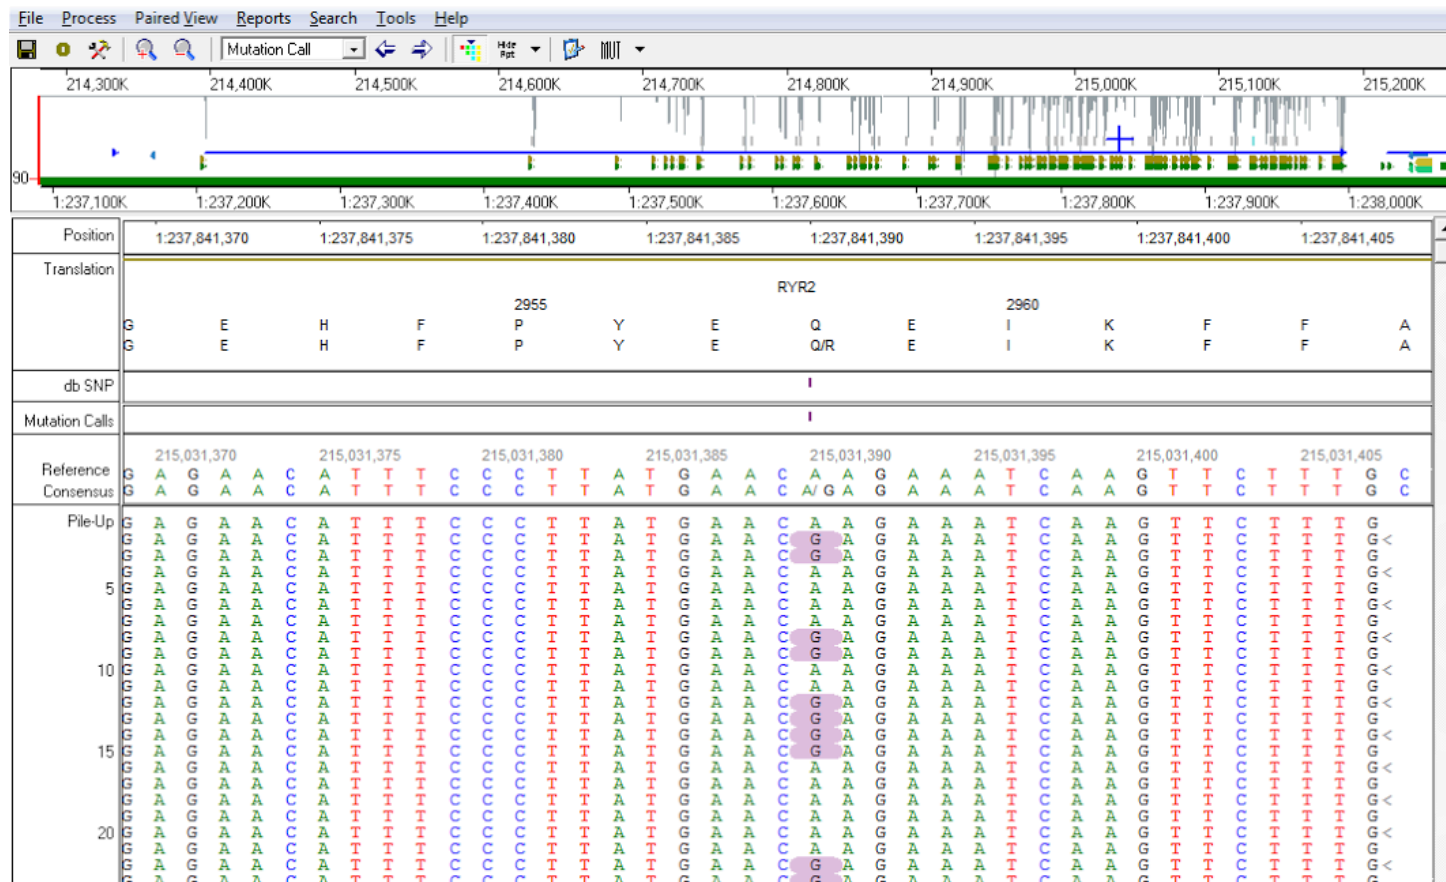 File Process Paired View Reports Search Tools Help
Mutation Call Hide Rpt MUT
214,300K 214,400K 214,500K 214,600K 214,700K 214,800K 214,900K 215,000K 215,100K 215,200K
90
1:237,100K 1:237,200K 1:237,300K 1:237,400K 1:237,500K 1:237,600K 1:237,700K 1:237,800K 1:237,900K 1:238,000K
Position 1:237,841,370 1:237,841,375 1:237,841,380 1:237,841,385 1:237,841,390 1:237,841,395 1:237,841,400 1:237,841,405
Translation
RYR2
2955 2960
G E H F P Y E Q E I K F F A
G E H F P Y E Q/R E I K F F A
db SNP
Mutation Calls
215,031,370 215,031,375 215,031,380 215,031,385 215,031,390 215,031,395 215,031,400 215,031,405
Reference G A G A A C A T T T C C C T T A T G A A C A A G A A A T C A A G T T C T T T G C
Consensus G A G A A C A T T T C C C T T A T G A A C A/G A G A A A T C A A G T T C T T T G C
Pile-Up G A G A A C A T T T C C C T T A T G A A C A A G A A A T C A A G T T C T T T G
G A G A A C A T T T C C C T T A T G A A C G A G A A A T C A A G T T C T T T G <
G A G A A C A T T T C C C T T A T G A A C G A G A A A T C A A G T T C T T T G
G A G A A C A T T T C C C T T A T G A A C A A G A A A T C A A G T T C T T T G <
5 G A G A A C A T T T C C C T T A T G A A C A A G A A A T C A A G T T C T T T G
G A G A A C A T T T C C C T T A T G A A C A A G A A A T C A A G T T C T T T G <
G A G A A C A T T T C C C T T A T G A A C A A G A A A T C A A G T T C T T T G
G A G A A C A T T T C C C T T A T G A A C G A G A A A T C A A G T T C T T T G <
G A G A A C A T T T C C C T T A T G A A C G A G A A A T C A A G T T C T T T G
10 G A G A A C A T T T C C C T T A T G A A C A A G A A A T C A A G T T C T T T G <
G A G A A C A T T T C C C T T A T G A A C A A G A A A T C A A G T T C T T T G
G A G A A C A T T T C C C T T A T G A A C G A G A A A T C A A G T T C T T T G <
G A G A A C A T T T C C C T T A T G A A C G A G A A A T C A A G T T C T T T G
G A G A A C A T T T C C C T T A T G A A C G A G A A A T C A A G T T C T T T G <
15 G A G A A C A T T T C C C T T A T G A A C G A G A A A T C A A G T T C T T T G
G A G A A C A T T T C C C T T A T G A A C A A G A A A T C A A G T T C T T T G <
G A G A A C A T T T C C C T T A T G A A C A A G A A A T C A A G T T C T T T G
G A G A A C A T T T C C C T T A T G A A C A A G A A A T C A A G T T C T T T G <
G A G A A C A T T T C C C T T A T G A A C A A G A A A T C A A G T T C T T T G
20 G A G A A C A T T T C C C T T A T G A A C A A G A A A T C A A G T T C T T T G <
G A G A A C A T T T C C C T T A T G A A C A A G A A A T C A A G T T C T T T G
G A G A A C A T T T C C C T T A T G A A C G A G A A A T C A A G T T C T T T G <